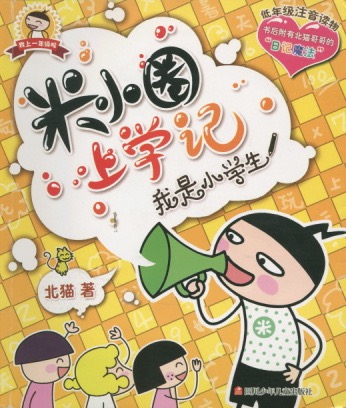 我上一年级啦
低年级注音读物
书后附有北猫哥哥的
“日记魔法”
米小圈
上学记
我是小学生！
北猫 著
米
四川少年儿童出版社